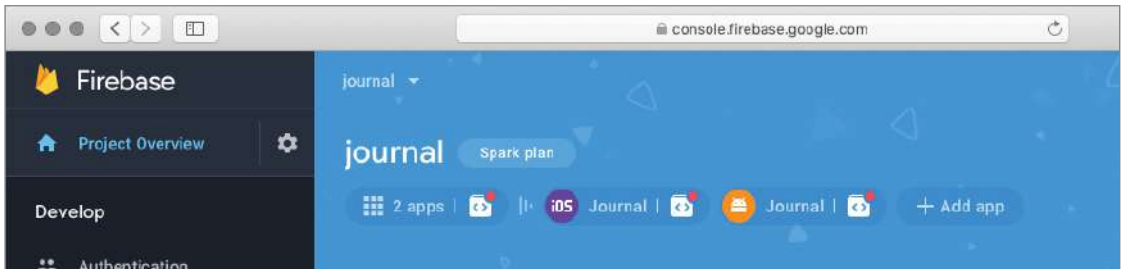 console.firebase.google.com
Firebase
journal
Project Overview
journal Spark plan
2 apps iOS Journal Journal + Add app
Develop
Authentication